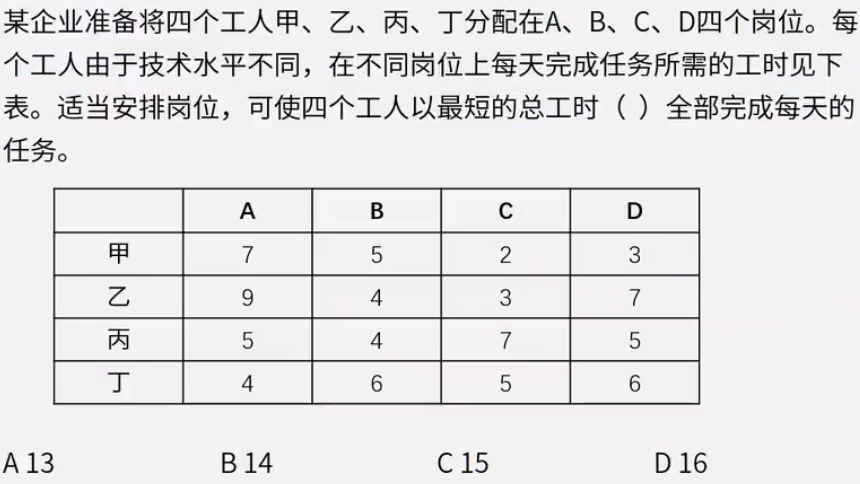 某企业准备将四个工人甲、乙、丙、丁分配在A、B、C、D四个岗位。每
个工人由于技术水平不同，在不同岗位上每天完成任务所需的工时见下
表。适当安排岗位，可使四个工人以最短的总工时（ ）全部完成每天的
任务。
A B C D
甲 7 5 2 3
乙 9 4 3 7
丙 5 4 7 5
丁 4 6 5 6
A 13 B 14 C 15 D 16